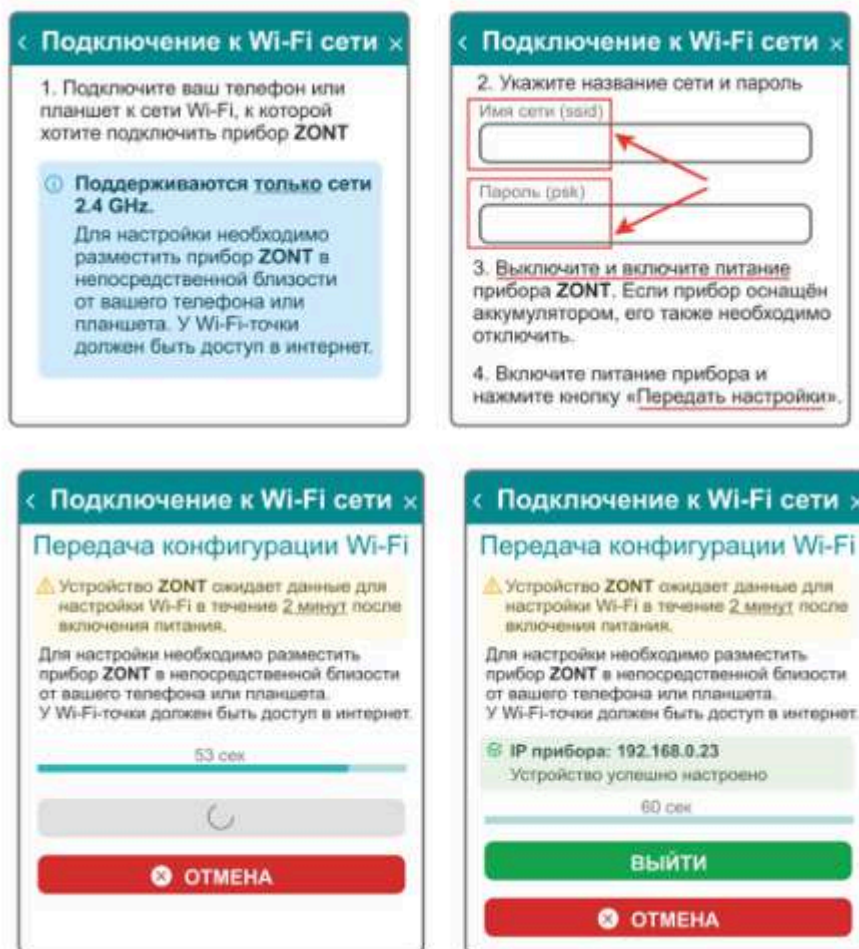 ‹ Подключение к Wi-Fi сети ×
1. Подключите ваш телефон или
планшет к сети Wi-Fi, к которой
хотите подключить прибор ZONT
Поддерживаются только сети
2.4 GHz.
Для настройки необходимо
разместить прибор ZONT в
непосредственной близости
от вашего телефона или
планшета. У Wi-Fi-точки
должен быть доступ в интернет.
‹ Подключение к Wi-Fi сети ×
2. Укажите название сети и пароль
Имя сети (ssid)
Пароль (psk)
3. Выключите и включите питание
прибора ZONT. Если прибор оснащён
аккумулятором, его также необходимо
отключить.
4. Включите питание прибора и
нажмите кнопку «Передать настройки».
‹ Подключение к Wi-Fi сети ×
Передача конфигурации Wi-Fi
Устройство ZONT ожидает данные для
настройки Wi-Fi в течение 2 минут после
включения питания.
Для настройки необходимо разместить
прибор ZONT в непосредственной близости
от вашего телефона или планшета.
У Wi-Fi-точки должен быть доступ в интернет.
53 сек
ОТМЕНА
‹ Подключение к Wi-Fi сети ×
Передача конфигурации Wi-Fi
Устройство ZONT ожидает данные для
настройки Wi-Fi в течение 2 минут после
включения питания.
Для настройки необходимо разместить
прибор ZONT в непосредственной близости
от вашего телефона или планшета.
У Wi-Fi-точки должен быть доступ в интернет.
IP прибора: 192.168.0.23
Устройство успешно настроено
60 сек
ВЫЙТИ
ОТМЕНА